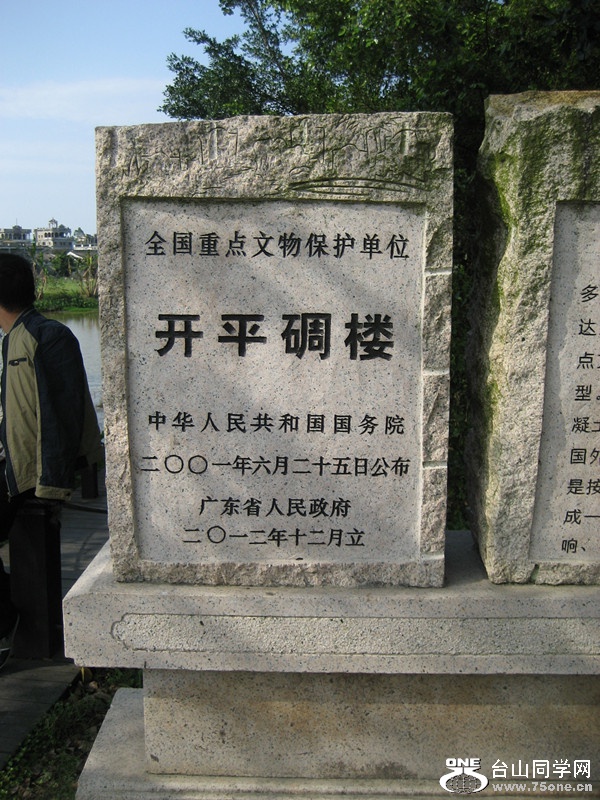 全国重点文物保护单位
开平碉楼
中华人民共和国国务院
二〇〇一年六月二十五日公布
广东省人民政府
二〇一二年十二月立
多
达
点
型。
凝土
国外
是按
成一
响、
ONE
台山同学网
www.75one.cn